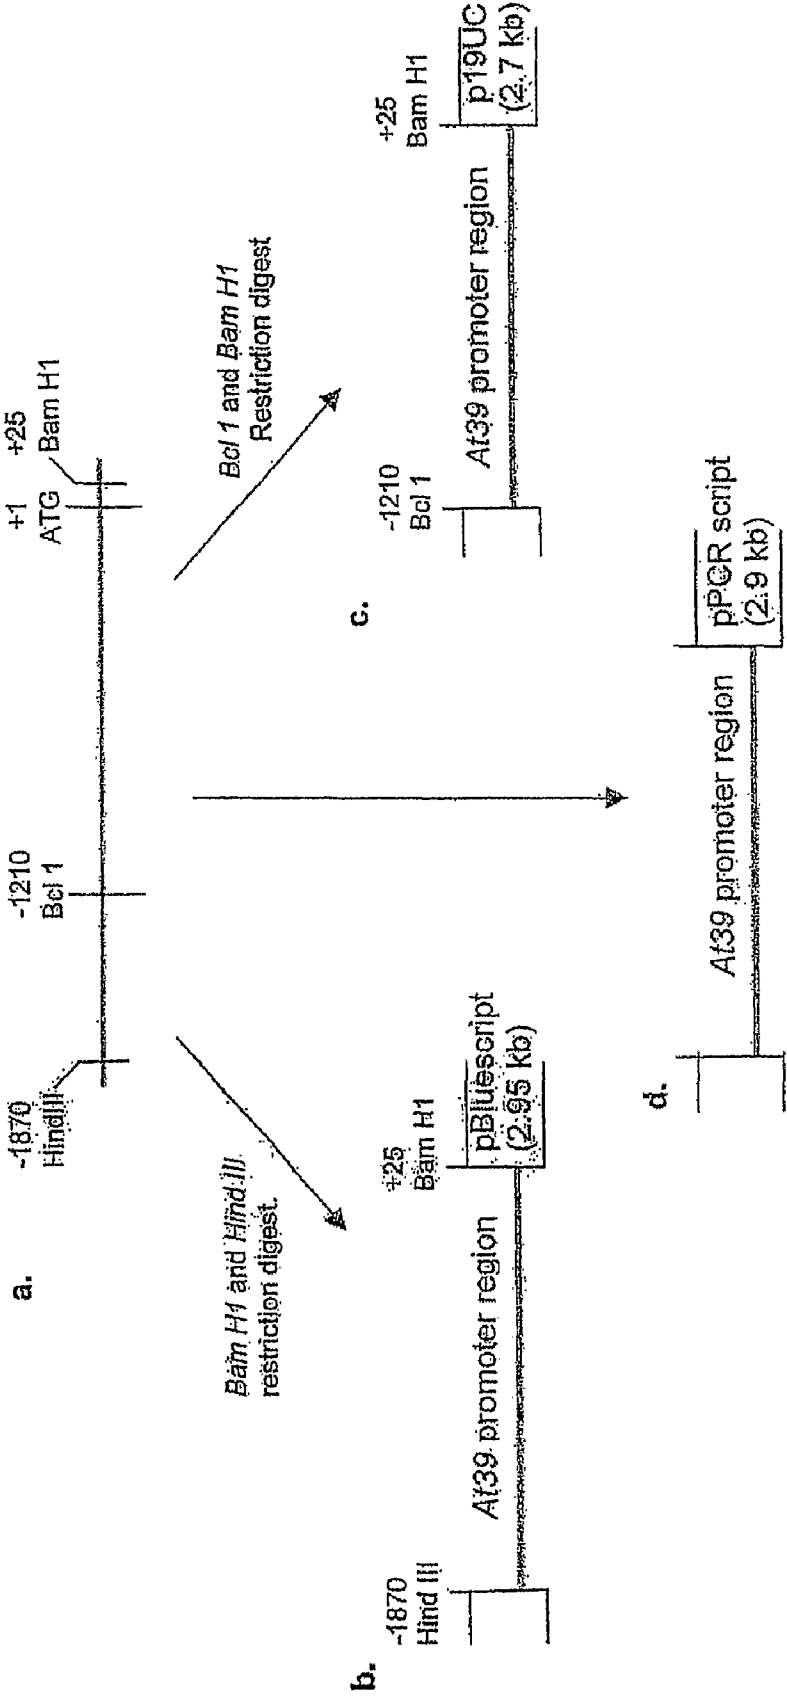 a.
-1870
Hind III
-1210
Bcl 1
+1
ATG
+25
Bam H1
Bam H1 and Hind III
restriction digest.
Bcl 1 and Bam H1
Restriction digest
b.
-1870
Hind III
At39 promoter region
+25
Bam H1
pBluescript
(2.95 kb)
c.
-1210
Bcl 1
At39 promoter region
+25
Bam H1
p19UC
(2.7 kb)
d.
At39 promoter region
pPCR script
(2.9 kb)